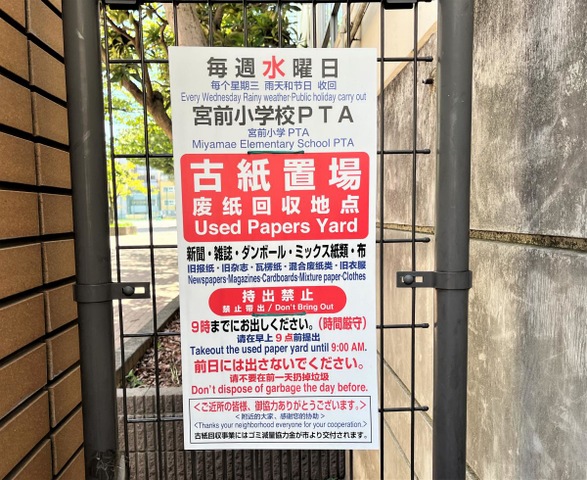 毎週水曜日
每个星期三 雨天和节日 收回
Every Wednesday Rainy weather·Public holiday carry out
宮前小学校PTA
宮前小学 PTA
Miyamae Elementary School PTA
古紙置場
废纸回収地点
Used Papers Yard
新聞・雑誌・ダンボール・ミックス紙類・布
旧报纸·旧杂志·瓦楞纸·混合废纸类·旧衣服
Newspapers·Magazines·Cardboards·Mixture paper·Clothes
持出禁止
禁止帯出 / Don't Bring Out
9時までにお出しください。(時間厳守)
请在早上9点前提出
Takeout the used paper yard until 9:00 AM.
前日には出さないでください。
请不要在前一天扔掉垃圾
Don't dispose of garbage the day before.
<ご近所の皆様、御協力ありがとうございます。>
<附近的大家、感谢您的协助>
<Thanks your neighborhood everyone for your cooperation.>
古紙回収事業にはゴミ減量協力金が市より交付されます。